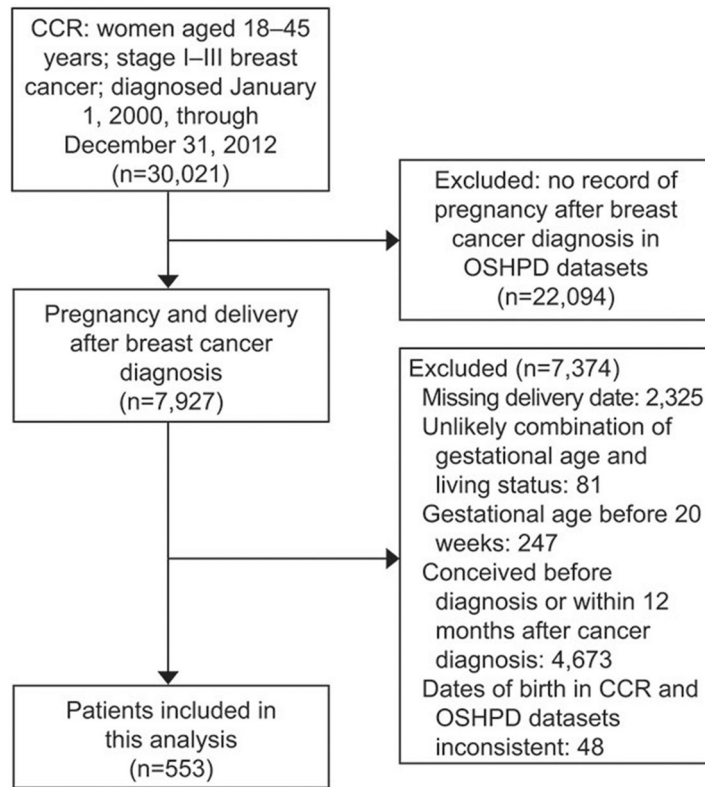 CCR: women aged 18–45
years; stage I–III breast
cancer; diagnosed January
1, 2000, through
December 31, 2012
(n=30,021)
Excluded: no record of
pregnancy after breast
cancer diagnosis in
OSHPD datasets
(n=22,094)
Pregnancy and delivery
after breast cancer
diagnosis
(n=7,927)
Excluded (n=7,374)
Missing delivery date: 2,325
Unlikely combination of
gestational age and
living status: 81
Gestational age before 20
weeks: 247
Conceived before
diagnosis or within 12
months after cancer
diagnosis: 4,673
Dates of birth in CCR and
OSHPD datasets
inconsistent: 48
Patients included in
this analysis
(n=553)